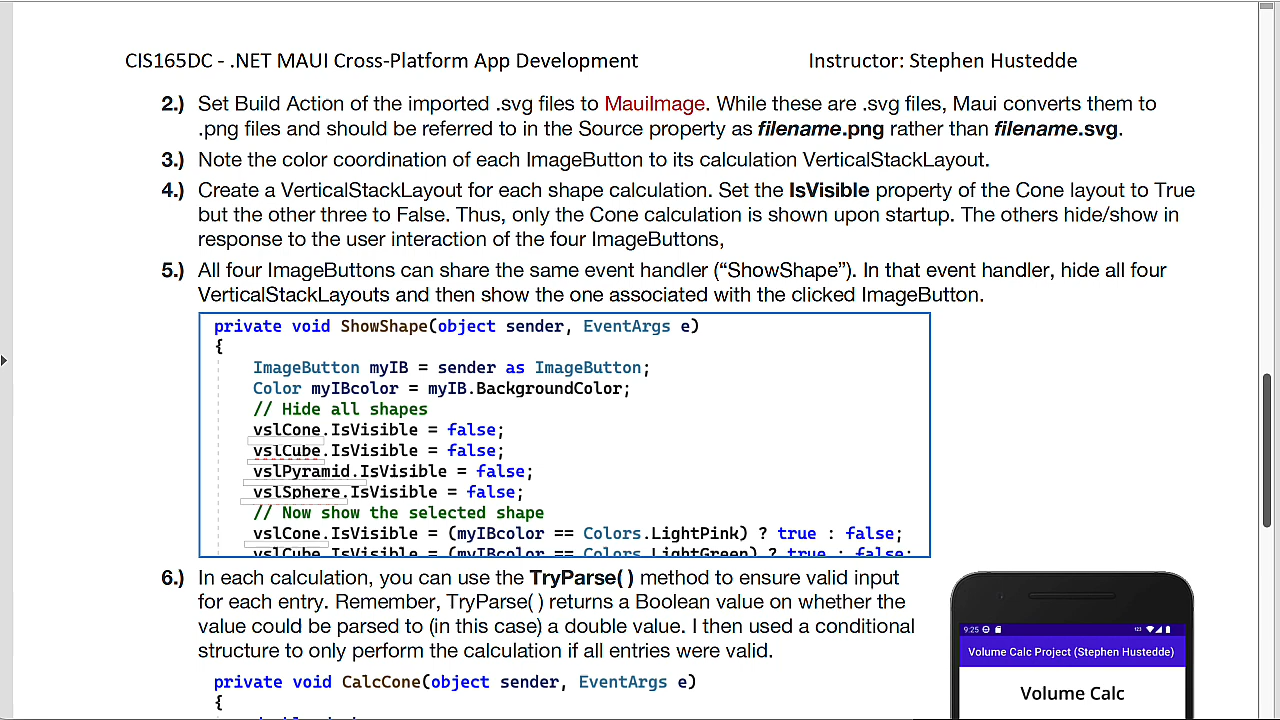 CIS165DC - .NET MAUI Cross-Platform App Development Instructor: Stephen Hustedde
2.) Set Build Action of the imported .svg files to MauiImage. While these are .svg files, Maui converts them to
.png files and should be referred to in the Source property as filename.png rather than filename.svg.
3.) Note the color coordination of each ImageButton to its calculation VerticalStackLayout.
4.) Create a VerticalStackLayout for each shape calculation. Set the IsVisible property of the Cone layout to True
but the other three to False. Thus, only the Cone calculation is shown upon startup. The others hide/show in
response to the user interaction of the four ImageButtons,
5.) All four ImageButtons can share the same event handler (“ShowShape”). In that event handler, hide all four
VerticalStackLayouts and then show the one associated with the clicked ImageButton.
private void ShowShape(object sender, EventArgs e)
{
ImageButton myIB = sender as ImageButton;
Color myIBcolor = myIB.BackgroundColor;
// Hide all shapes
vslCone.IsVisible = false;
vslCube.IsVisible = false;
vslPyramid.IsVisible = false;
vslSphere.IsVisible = false;
// Now show the selected shape
vslCone.IsVisible = (myIBcolor == Colors.LightPink) ? true : false;
vslCube.IsVisible = (myIBcolor == Colors.LightGreen) ? true : false;
6.) In each calculation, you can use the TryParse( ) method to ensure valid input
for each entry. Remember, TryParse( ) returns a Boolean value on whether the
value could be parsed to (in this case) a double value. I then used a conditional
structure to only perform the calculation if all entries were valid.
private void CalcCone(object sender, EventArgs e)
{
9:25
Volume Calc Project (Stephen Hustedde)
Volume Calc